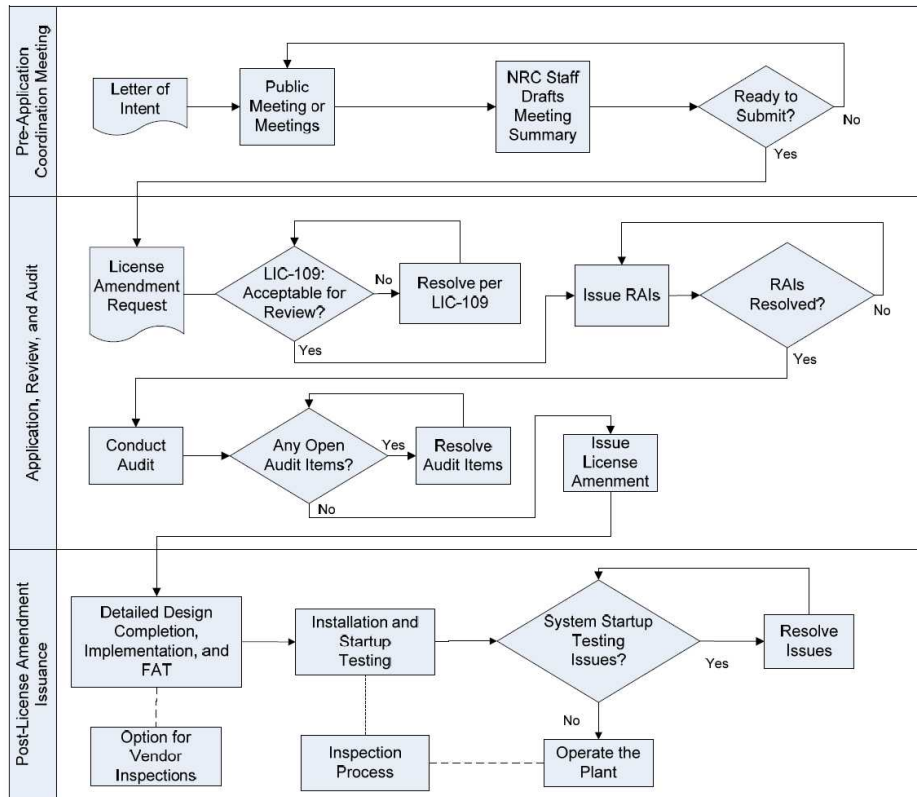 Pre-Application
Coordination Meeting
Letter of
Intent
Public
Meeting or
Meetings
NRC Staff
Drafts
Meeting
Summary
Ready to
Submit?
No
Yes
Application, Review, and Audit
License
Amendment
Request
LIC-109:
Acceptable for
Review?
No
Resolve per
LIC-109
Yes
Issue RAIs
RAIs
Resolved?
No
Yes
Conduct
Audit
Any Open
Audit Items?
Yes
Resolve
Audit Items
No
Issue
License
Amenment
Post-License Amendment
Issuance
Detailed Design
Completion,
Implementation, and
FAT
Installation and
Startup
Testing
System Startup
Testing
Issues?
Yes
Resolve
Issues
No
Option for
Vendor
Inspections
Inspection
Process
Operate the
Plant